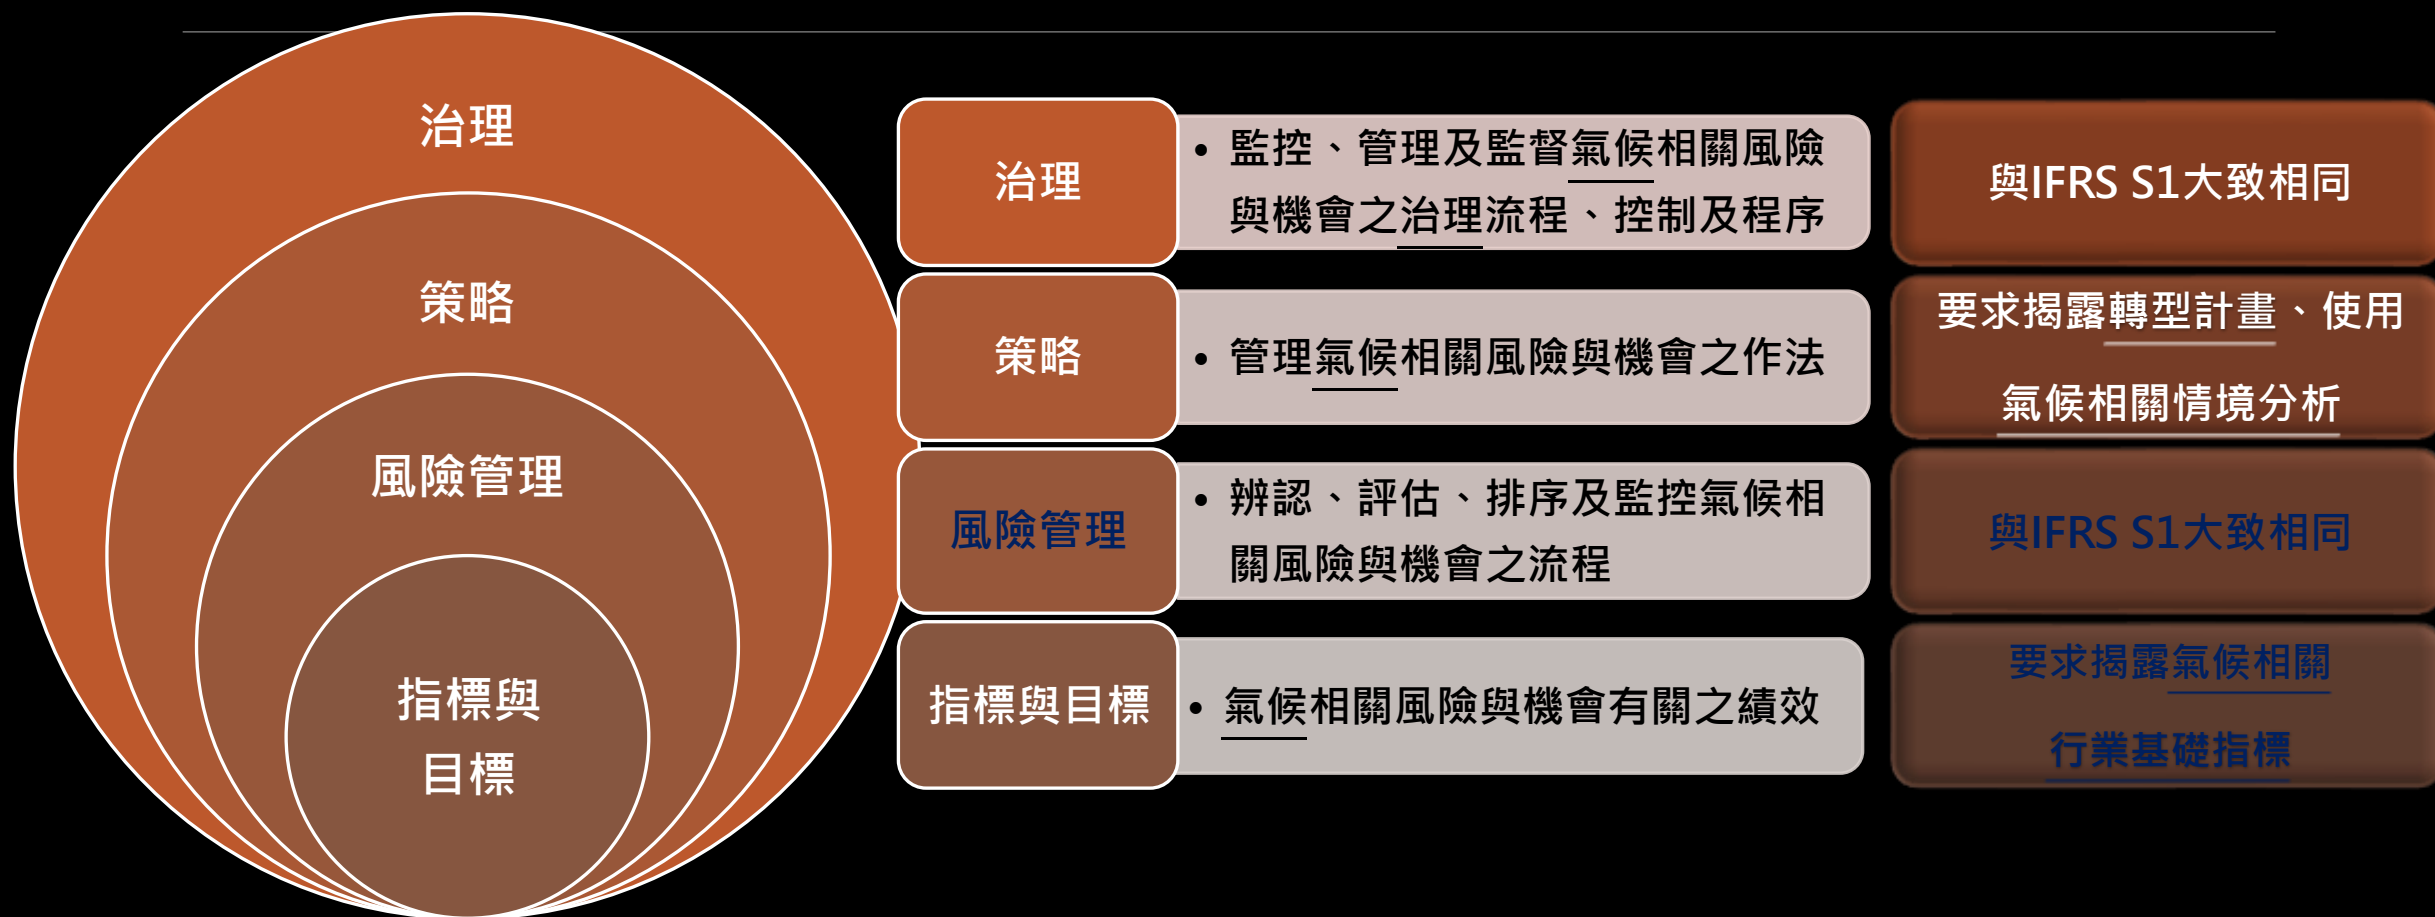 治理
策略
風險管理
指標與
目標
治理
• 監控、管理及監督氣候相關風險
與機會之治理流程、控制及程序
與IFRS S1大致相同
策略
• 管理氣候相關風險與機會之作法
要求揭露轉型計畫、使用
氣候相關情境分析
風險管理
• 辨認、評估、排序及監控氣候相
關風險與機會之流程
與IFRS S1大致相同
指標與目標
• 氣候相關風險與機會有關之績效
要求揭露氣候相關
行業基礎指標